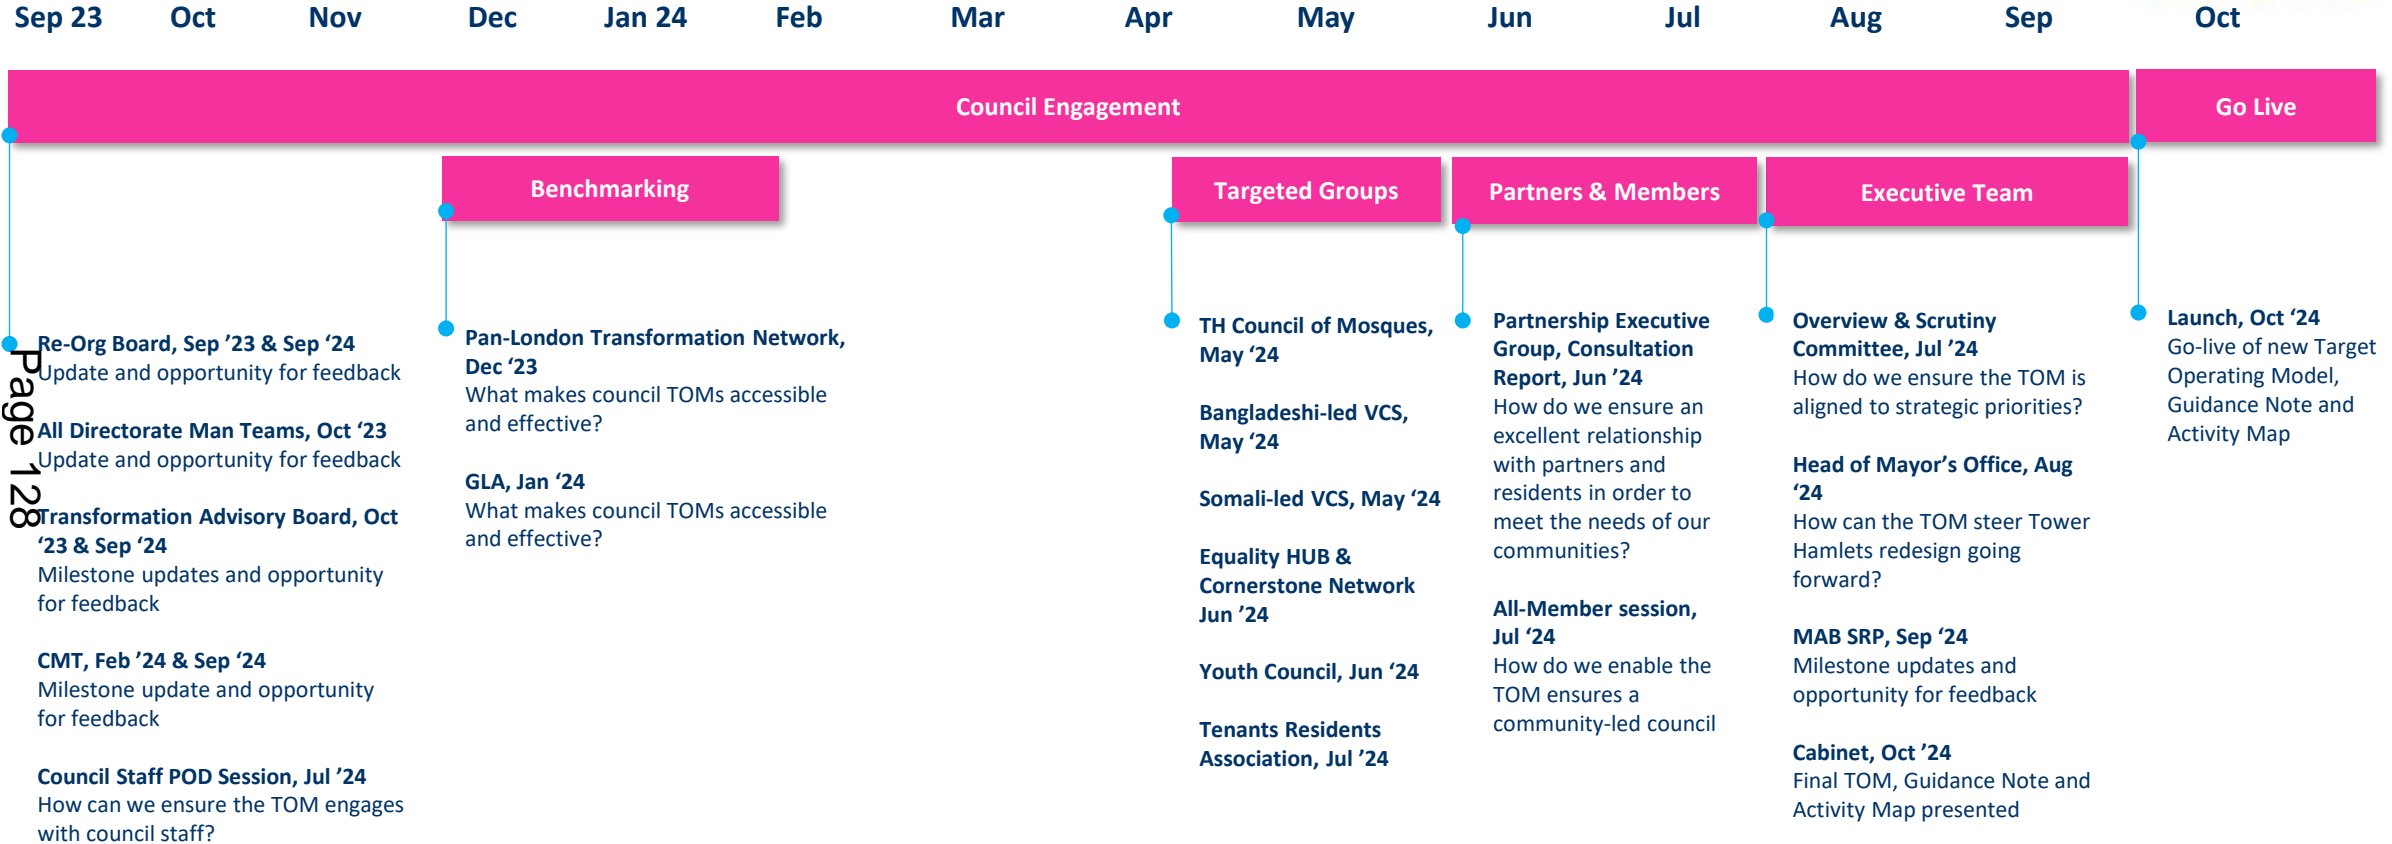 Sep 23 Oct Nov Dec Jan 24 Feb Mar Apr May Jun Jul Aug Sep Oct
Council Engagement
Go Live
Benchmarking
Targeted Groups
Partners & Members
Executive Team
Re-Org Board, Sep ’23 & Sep ‘24
Update and opportunity for feedback
All Directorate Man Teams, Oct ‘23
Update and opportunity for feedback
Transformation Advisory Board, Oct
‘23 & Sep ‘24
Milestone updates and opportunity
for feedback
CMT, Feb ’24 & Sep ‘24
Milestone update and opportunity
for feedback
Council Staff POD Session, Jul ’24
How can we ensure the TOM engages
with council staff?
Page 128
Pan-London Transformation Network,
Dec ‘23
What makes council TOMs accessible
and effective?
GLA, Jan ‘24
What makes council TOMs accessible
and effective?
TH Council of Mosques,
May ‘24
Bangladeshi-led VCS,
May ‘24
Somali-led VCS, May ‘24
Equality HUB &
Cornerstone Network
Jun ’24
Youth Council, Jun ‘24
Tenants Residents
Association, Jul ’24
Partnership Executive
Group, Consultation
Report, Jun ’24
How do we ensure an
excellent relationship
with partners and
residents in order to
meet the needs of our
communities?
All-Member session,
Jul ‘24
How do we enable the
TOM ensures a
community-led council
Overview & Scrutiny
Committee, Jul ’24
How do we ensure the TOM is
aligned to strategic priorities?
Head of Mayor’s Office, Aug
‘24
How can the TOM steer Tower
Hamlets redesign going
forward?
MAB SRP, Sep ‘24
Milestone updates and
opportunity for feedback
Cabinet, Oct ’24
Final TOM, Guidance Note and
Activity Map presented
Launch, Oct ‘24
Go-live of new Target
Operating Model,
Guidance Note and
Activity Map